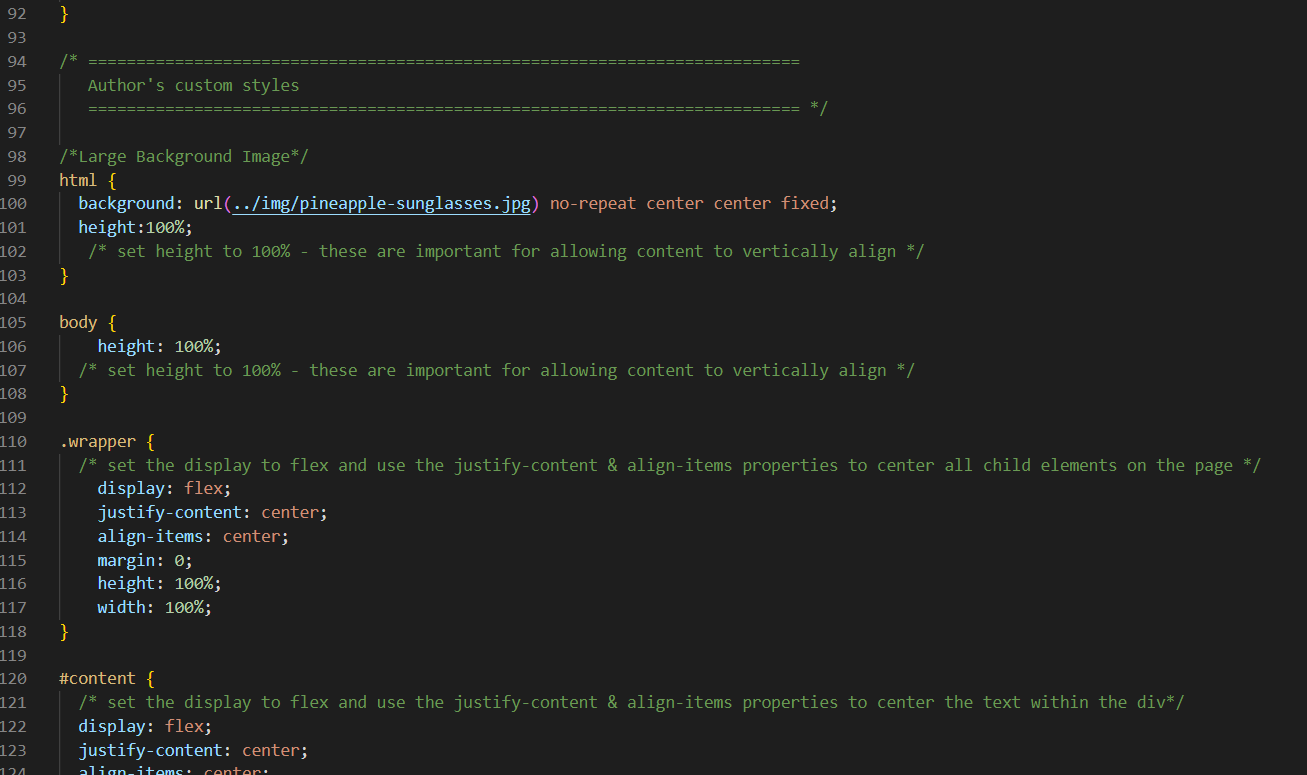 92 }
93
94 /* ==========================================================================
95 Author's custom styles
96 ========================================================================== */
97
98 /*Large Background Image*/
99 html {
100 background: url(../img/pineapple-sunglasses.jpg) no-repeat center center fixed;
101 height:100%;
102 /* set height to 100% - these are important for allowing content to vertically align */
103 }
104
105 body {
106 height: 100%;
107 /* set height to 100% - these are important for allowing content to vertically align */
108 }
109
110 .wrapper {
111 /* set the display to flex and use the justify-content & align-items properties to center all child elements on the page */
112 display: flex;
113 justify-content: center;
114 align-items: center;
115 margin: 0;
116 height: 100%;
117 width: 100%;
118 }
119
120 #content {
121 /* set the display to flex and use the justify-content & align-items properties to center the text within the div*/
122 display: flex;
123 justify-content: center;
124 align-items: center;